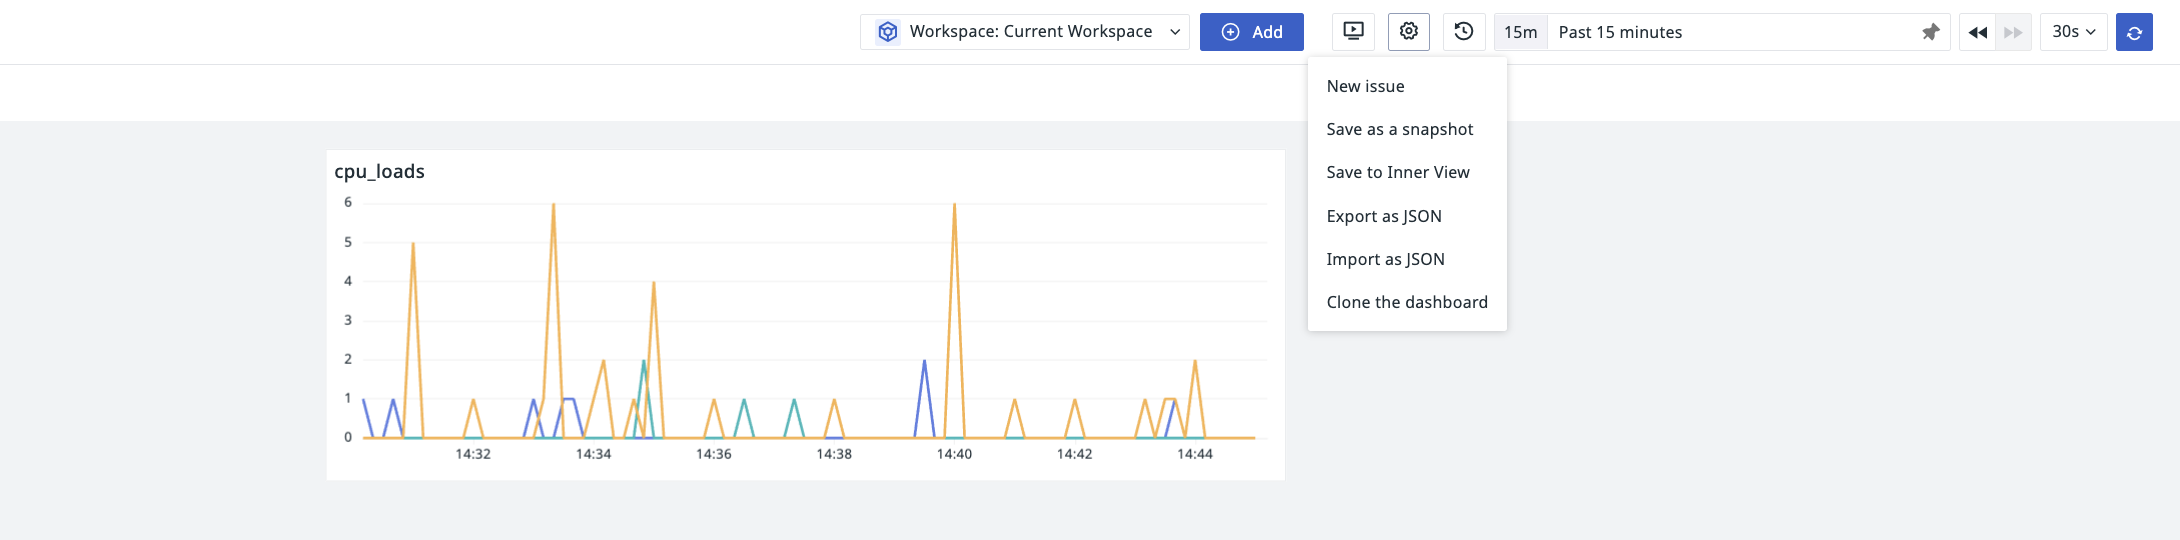 Workspace: Current Workspace
Add
15m
Past 15 minutes
30s
New issue
Save as a snapshot
Save to Inner View
Export as JSON
Import as JSON
Clone the dashboard
cpu_loads
6
5
4
3
2
1
0
14:32
14:34
14:36
14:38
14:40
14:42
14:44